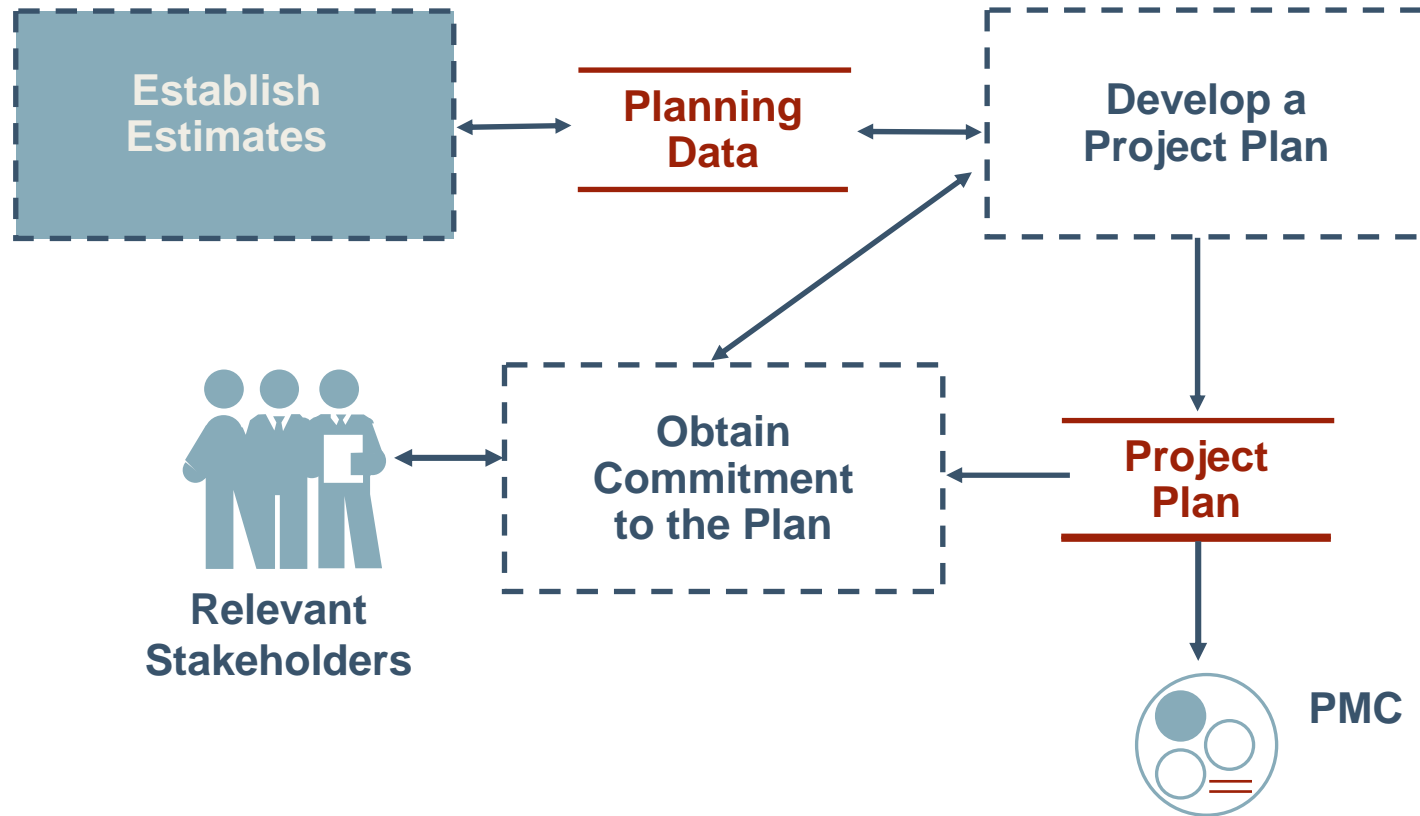 Establish
Estimates
Planning
Data
Develop a
Project Plan
Obtain
Commitment
to the Plan
Project
Plan
Relevant
Stakeholders
PMC